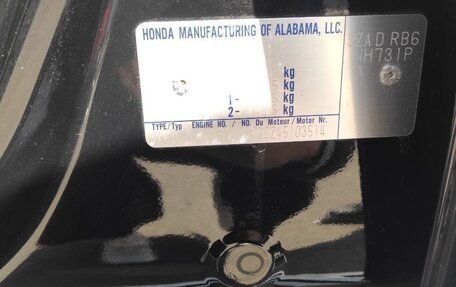 HONDA MANUFACTURING OF ALABAMA, LLC.
ZA D RB6
NH731P
kg
kg
1- kg
2- kg
TYPE/Typ ENGINE NO. / NO. Du Moteur/Motor Nr.